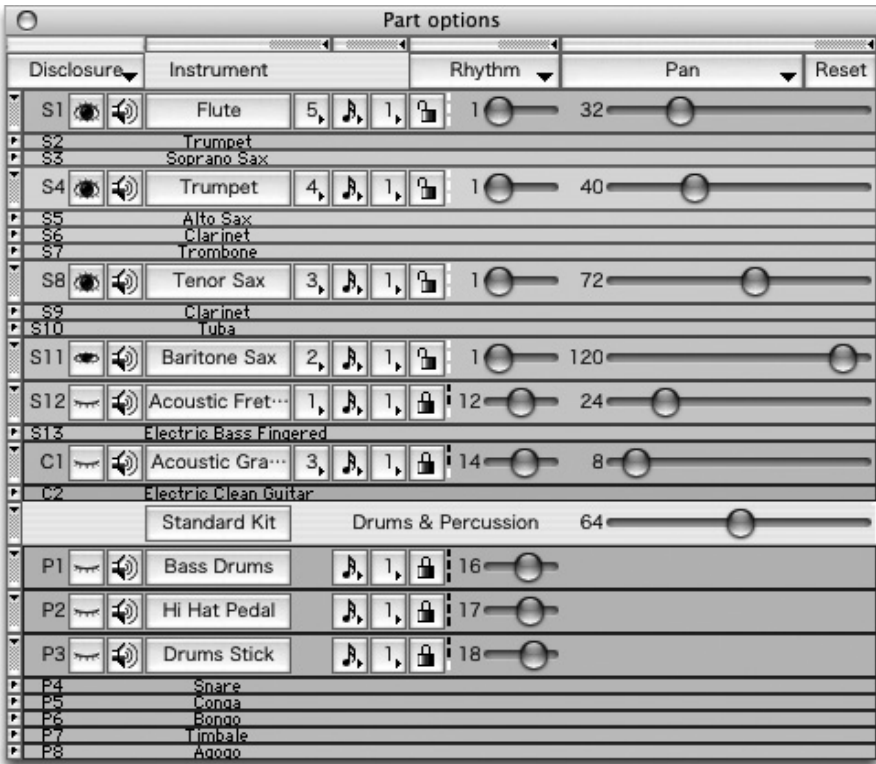 Part options
Disclosure Instrument Rhythm Pan Reset
S1 Flute 5 1 1 32
S2 Trumpet
S3 Soprano Sax
S4 Trumpet 4 1 1 40
S5 Alto Sax
S6 Clarinet
S7 Trombone
S8 Tenor Sax 3 1 1 72
S9 Clarinet
S10 Tuba
S11 Baritone Sax 2 1 1 120
S12 Acoustic Fret··· 1 1 12 24
S13 Electric Bass Fingered
C1 Acoustic Gra··· 3 1 14 8
C2 Electric Clean Guitar
Standard Kit Drums & Percussion 64
P1 Bass Drums 1 16
P2 Hi Hat Pedal 1 17
P3 Drums Stick 1 18
P4 Snare
P5 Conga
P6 Bongo
P7 Timbale
P8 Agogo